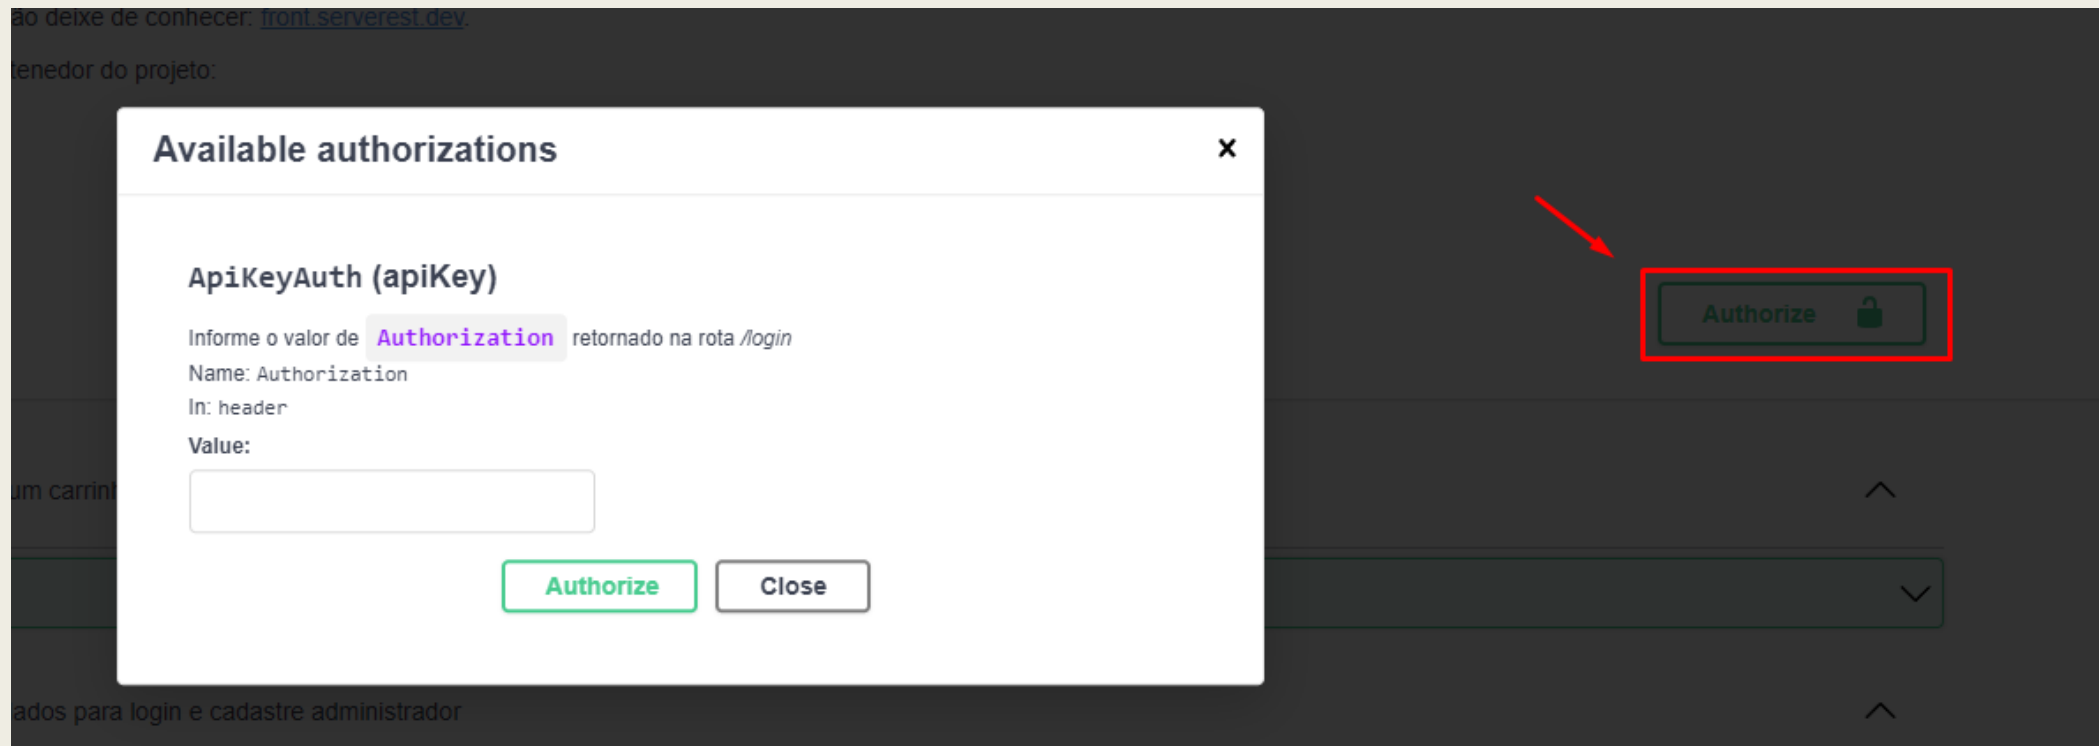 ão deixe de conhecer: front.serverest.dev.
tenedor do projeto:
Available authorizations
ApiKeyAuth (apiKey)
Informe o valor de Authorization retornado na rota /login
Name: Authorization
In: header
Value:
Authorize Close
Authorize
um carrinh
ados para login e cadastre administrador